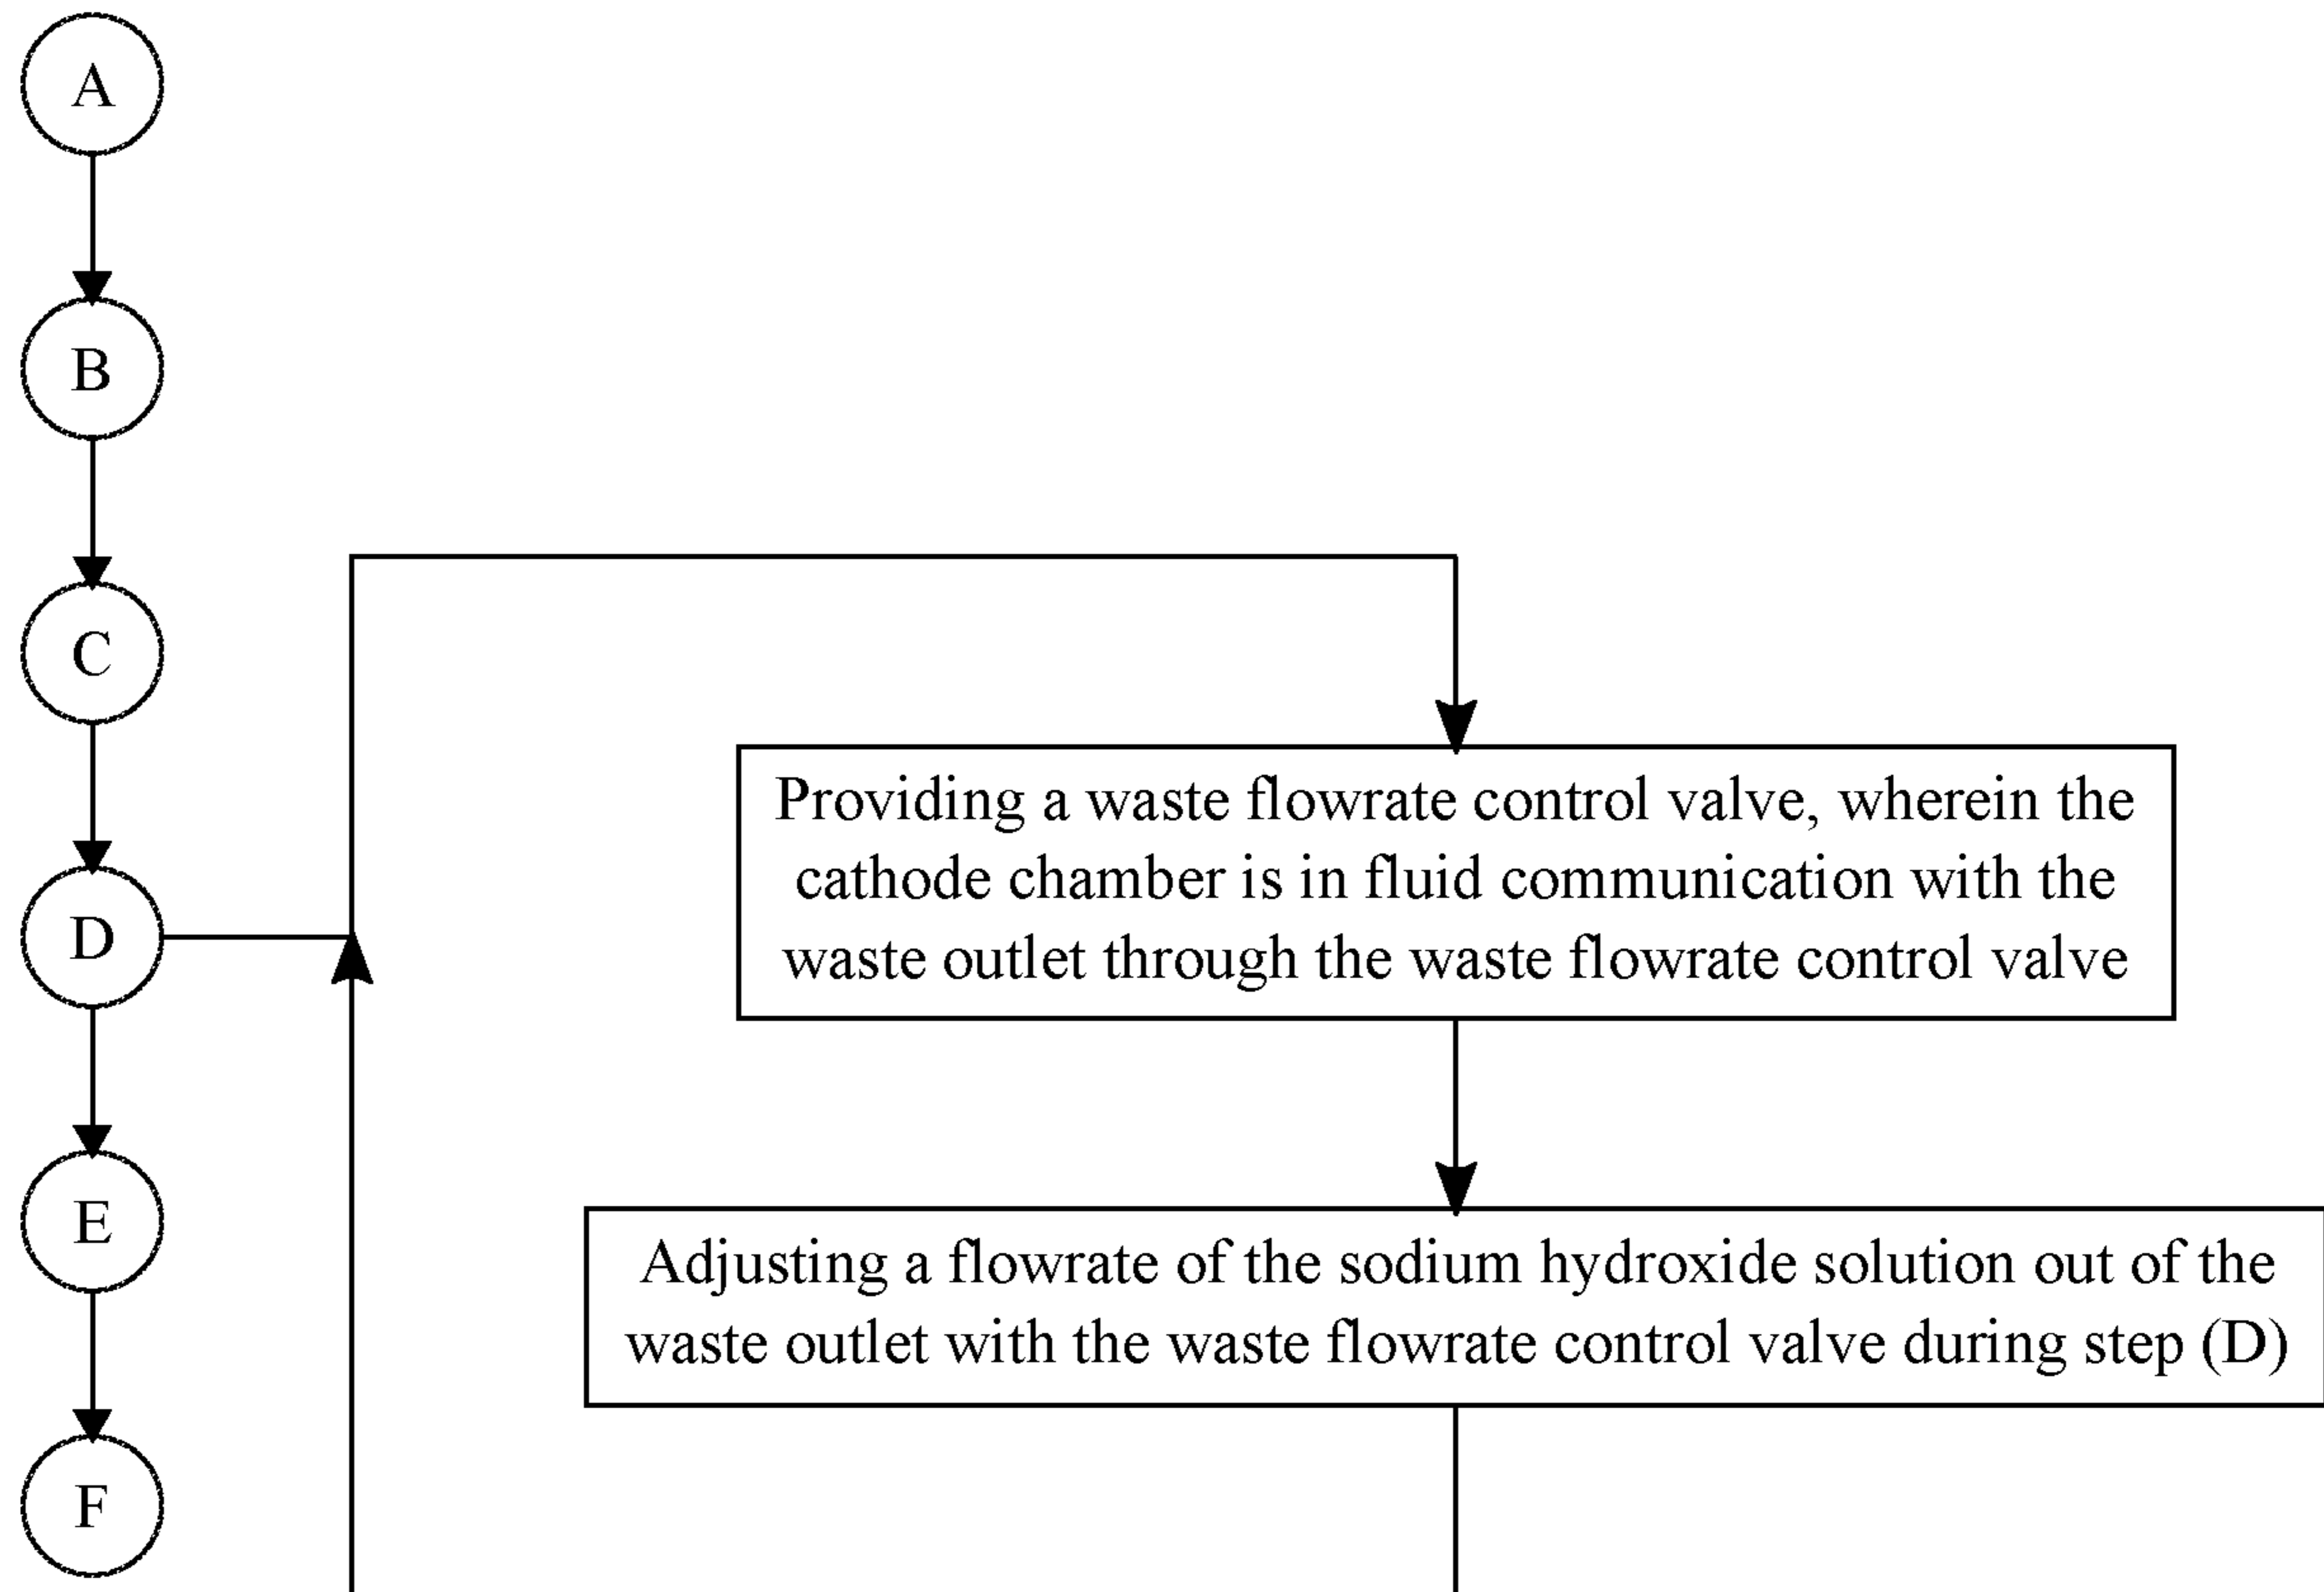 A
B
C
D
E
F
Providing a waste flowrate control valve, wherein the
cathode chamber is in fluid communication with the
waste outlet through the waste flowrate control valve
Adjusting a flowrate of the sodium hydroxide solution out of the
waste outlet with the waste flowrate control valve during step (D)